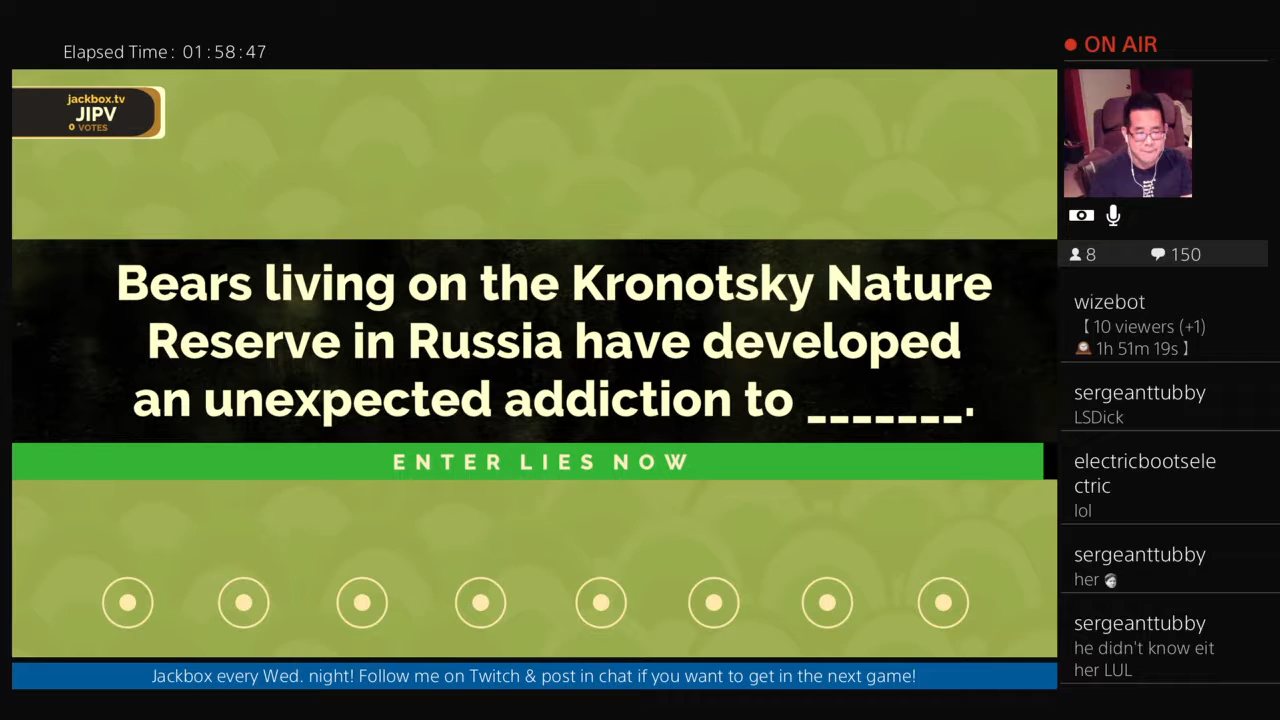 Elapsed Time: 01:58:47
ON AIR
jackbox.tv
JIPV
0 VOTES
8 150
Bears living on the Kronotsky Nature
Reserve in Russia have developed
an unexpected addiction to _______.
ENTER LIES NOW
wizebot
【10 viewers (+1)
1h 51m 19s】
sergeanttubby
LSDick
electricbootsele
ctric
lol
sergeanttubby
her
sergeanttubby
he didn't know eit
her LUL
Jackbox every Wed. night! Follow me on Twitch & post in chat if you want to get in the next game!